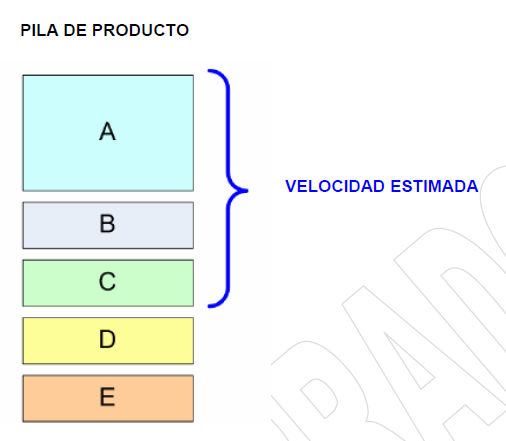 PILA DE PRODUCTO
A
VELOCIDAD ESTIMADA
B
C
D
E